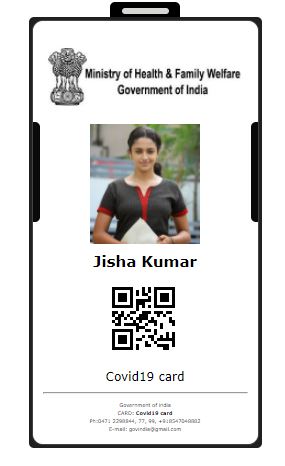 Ministry of Health & Family Welfare
Government of India
Jisha Kumar
Covid19 card
Government of india
CARD: Covid19 card
Ph:0471 2298844, 77, 99, +918547048882
E-mail: govindia@gmail.com